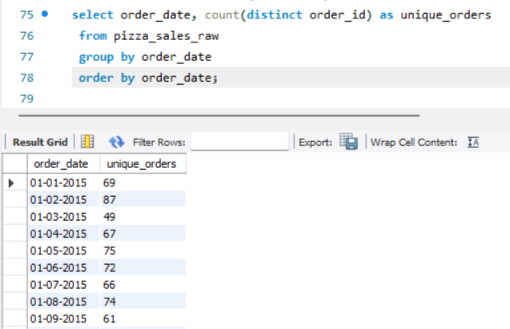 75 select order_date, count(distinct order_id) as unique_orders
76 from pizza_sales_raw
77 group by order_date
78 order by order_date;
79
Result Grid Filter Rows: Export: Wrap Cell Content: IA
order_date unique_orders
01-01-2015 69
01-02-2015 87
01-03-2015 49
01-04-2015 67
01-05-2015 75
01-06-2015 72
01-07-2015 66
01-08-2015 74
01-09-2015 61